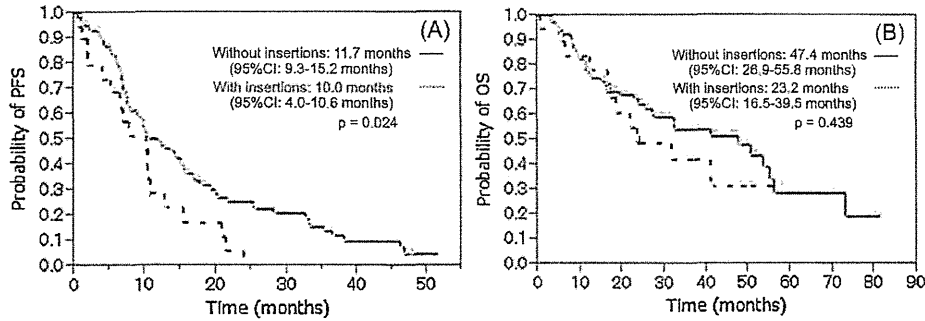 (A)
Without insertions: 11.7 months
(95%CI: 9.3-15.2 months)
With insertions: 10.0 months
(95%CI: 4.0-10.6 months)
p = 0.024
Probability of PFS
1.0
0.9
0.8
0.7
0.6
0.5
0.4
0.3
0.2
0.1
0.0
0 10 20 30 40 50
Time (months)
(B)
Without insertions: 47.4 months
(95%CI: 26.9-55.8 months)
With insertions: 23.2 months
(95%CI: 16.5-39.5 months)
p = 0.439
Probability of OS
1.0
0.9
0.8
0.7
0.6
0.5
0.4
0.3
0.2
0.1
0.0
0 10 20 30 40 50 60 70 80 90
Time (months)